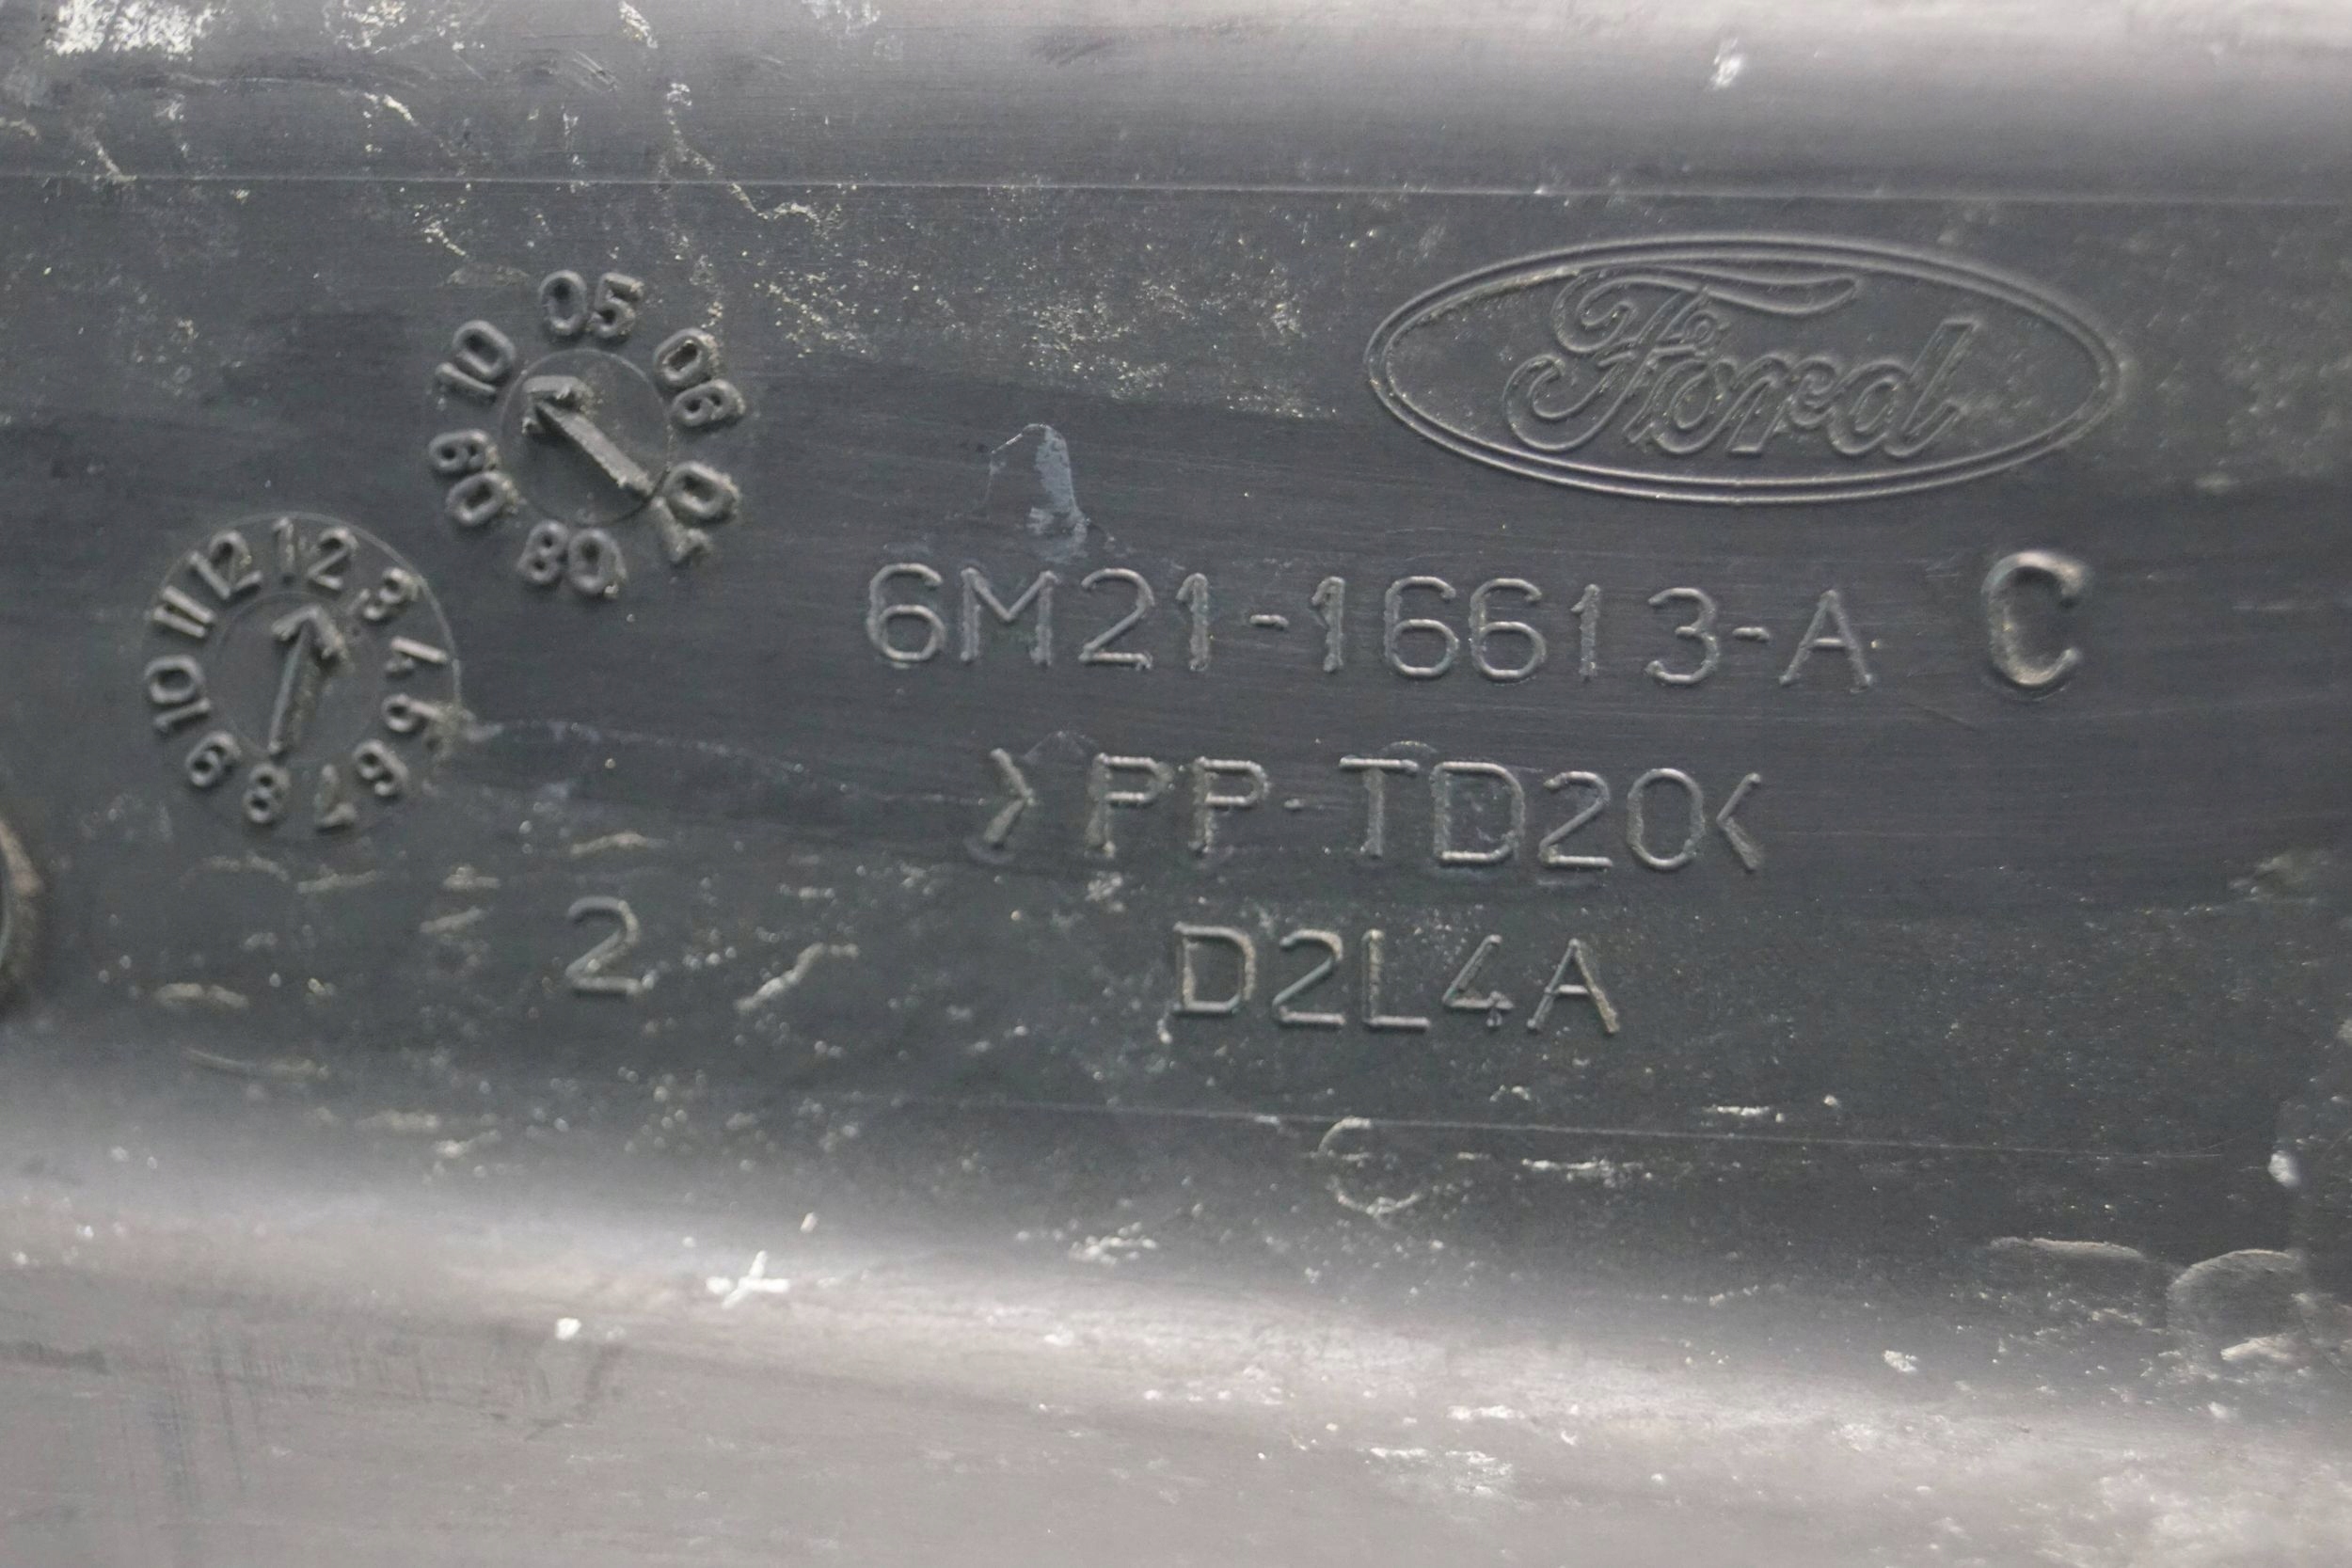 Ford
05 06 07 08 09 10
6M21-16613-A C
1 2 3 4 5 6 7 8 9 10 11 12
>PP-TD20<
2
D2L4A